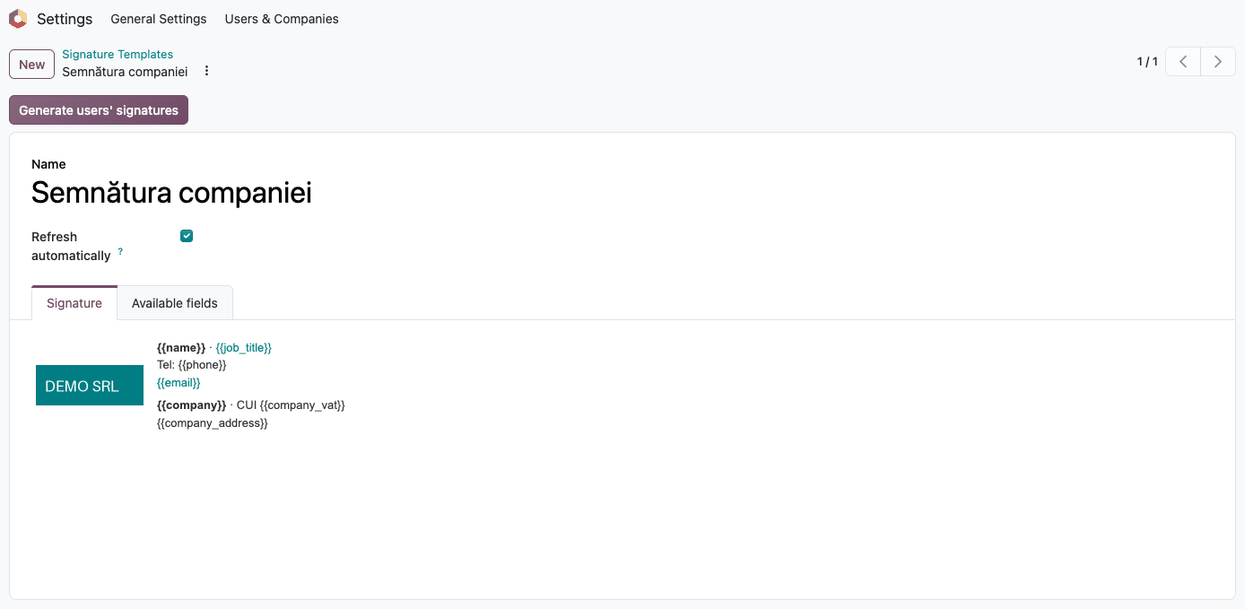 Settings General Settings Users & Companies
New
Signature Templates
Semnătura companiei
1 / 1
Generate users' signatures
Name
Semnătura companiei
Refresh
automatically ?
Signature Available fields
DEMO SRL
{{name}} · {{job_title}}
Tel: {{phone}}
{{email}}
{{company}} · CUI {{company_vat}}
{{company_address}}